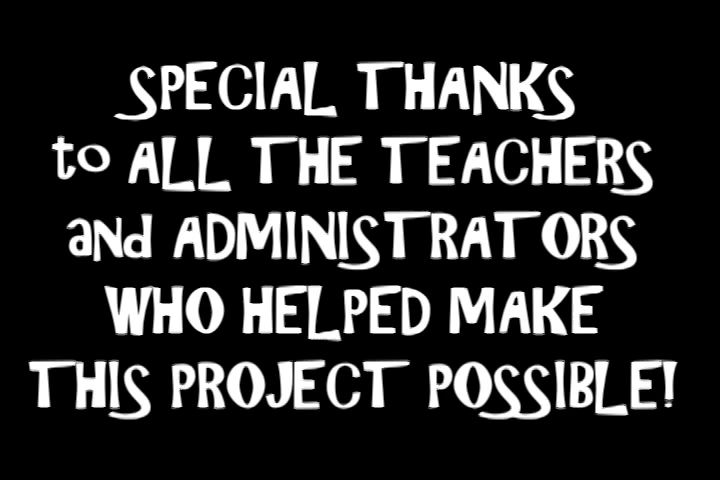 SPECIAL THANKS
to ALL THE TEACHERS
and ADMINISTRATORS
WHO HELPED MAKE
THIS PROJECT POSSIBLE!